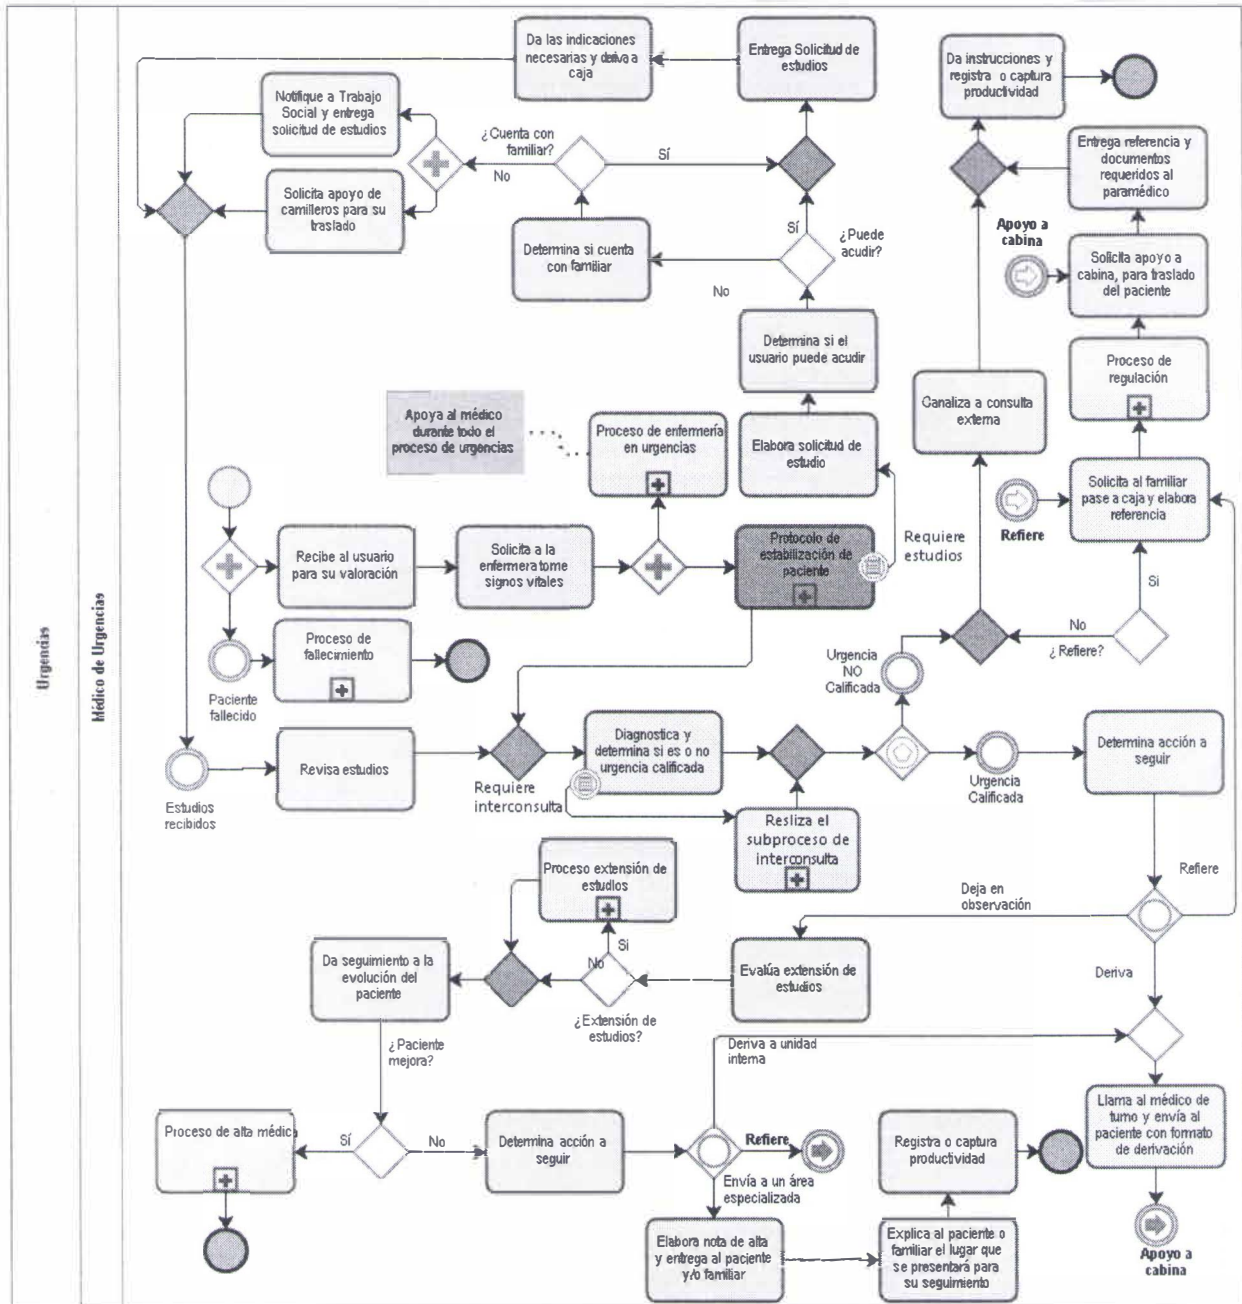 Urgencias
Médico de Urgencias
Da las indicaciones
necesarias y deriva a
caja
Entrega Solicitud de
estudios
Da instrucciones y
registra o captura
productividad
Notifique a Trabajo
Social y entrega
solicitud de estudios
¿Cuenta con
familiar?
Sí
No
Entrega referencia y
documentos
requeridos al
paramédico
Solicita apoyo de
camilleros para su
traslado
Determina si cuenta
con familiar
Sí
¿Puede
acudir?
No
Apoyo a
cabina
Solicita apoyo a
cabina, para traslado
del paciente
Determina si el
usuario puede acudir
Proceso de
regulación
Canaliza a consulta
externa
Apoya al médico
durante todo el
proceso de urgencias
Proceso de enfermería
en urgencias
Elabora solicitud de
estudio
Solicita al familiar
pase a caja y elabora
referencia
Refiere
Requiere
estudios
Recibe al usuario
para su valoración
Solicita a la
enfermera tome
signos vitales
Protocolo de
estabilización de
paciente
Si
No
¿Refiere?
Proceso de
fallecimiento
Paciente
fallecido
Urgencia
NO
Calificada
Revisa estudios
Estudios
recibidos
Requiere
interconsulta
Diagnostica y
determina si es o no
urgencia calificada
Urgencia
Calificada
Determina acción a
seguir
Resliza el
subproceso de
interconsulta
Refiere
Deja en
observación
Deriva
Proceso extensión de
estudios
Si
No
¿Extensión de
estudios?
Evalúa extensión de
estudios
Da seguimiento a la
evolución del
paciente
¿Paciente
mejora?
Deriva a unidad
interna
Proceso de alta médica
Sí
No
Determina acción a
seguir
Refiere
Envía a un área
especializada
Registra o captura
productividad
Llama al médico de
turno y envía al
paciente con formato
de derivación
Elabora nota de alta
y entrega al paciente
y/o familiar
Explica al paciente o
familiar el lugar que
se presentará para
su seguimiento
Apoyo a
cabina